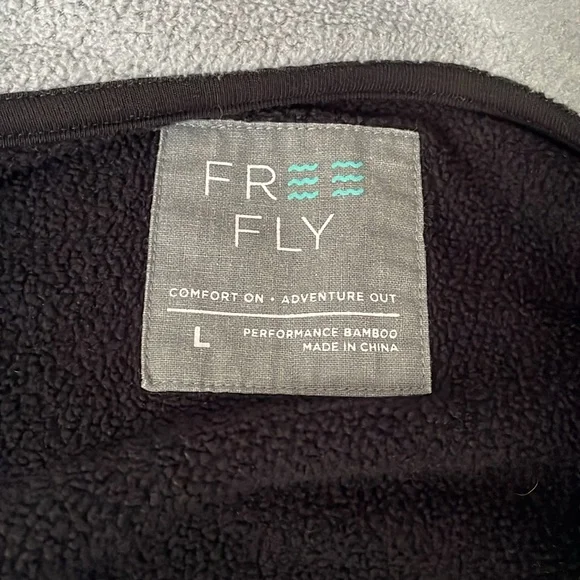 FREE
FLY
COMFORT ON • ADVENTURE OUT
L PERFORMANCE BAMBOO
MADE IN CHINA